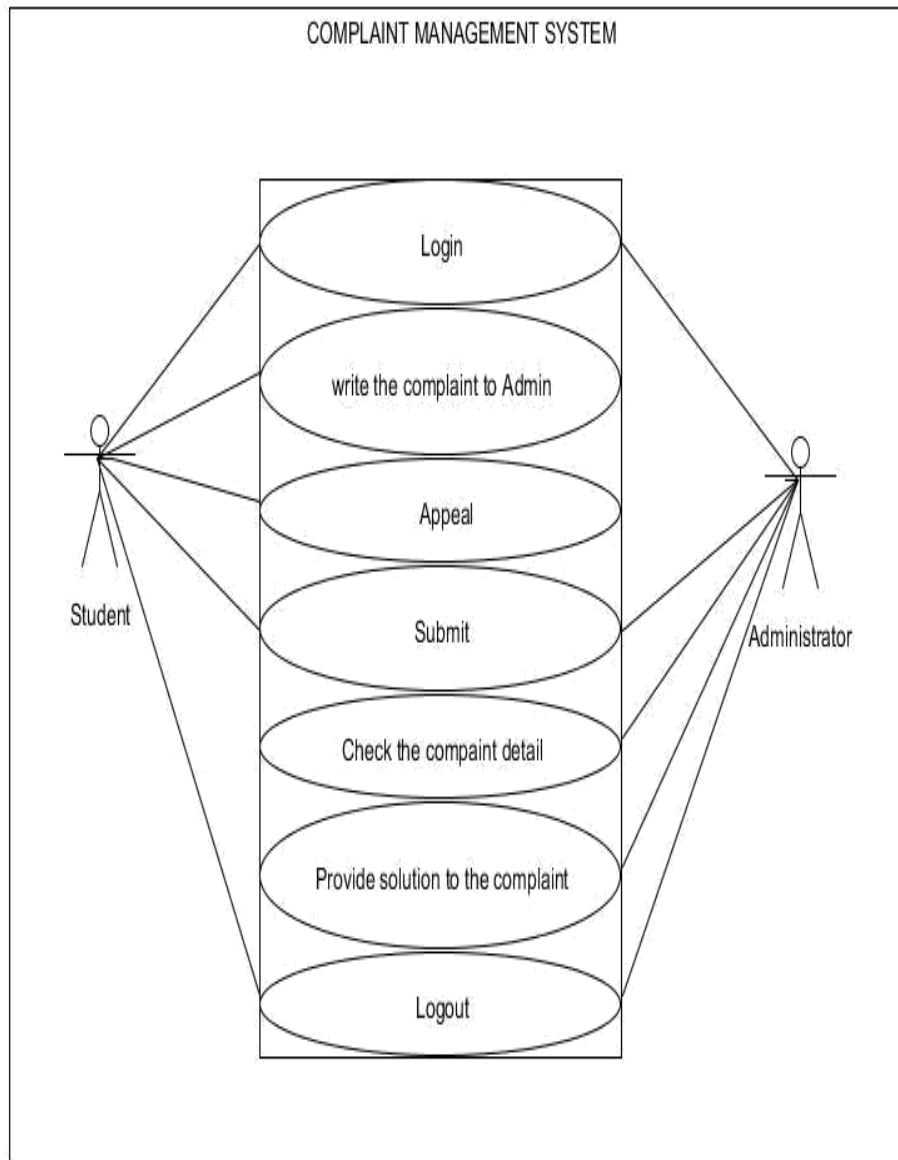 COMPLAINT MANAGEMENT SYSTEM
Login
write the complaint to Admin
Appeal
Student
Submit
Administrator
Check the compaint detail
Provide solution to the complaint
Logout